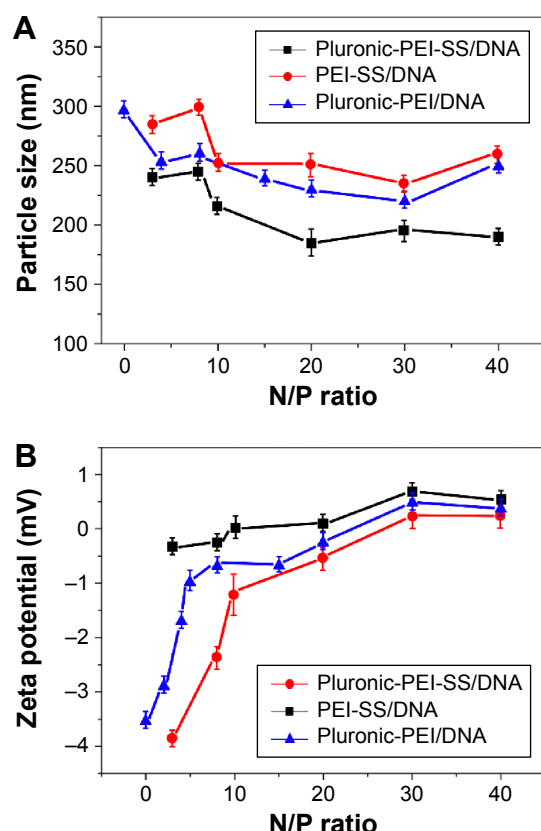 A
350
300
250
200
150
100
Particle size (nm)
Pluronic-PEI-SS/DNA
PEI-SS/DNA
Pluronic-PEI/DNA
0 10 20 30 40
N/P ratio
B
1
0
−1
−2
−3
−4
Zeta potential (mV)
Pluronic-PEI-SS/DNA
PEI-SS/DNA
Pluronic-PEI/DNA
0 10 20 30 40
N/P ratio